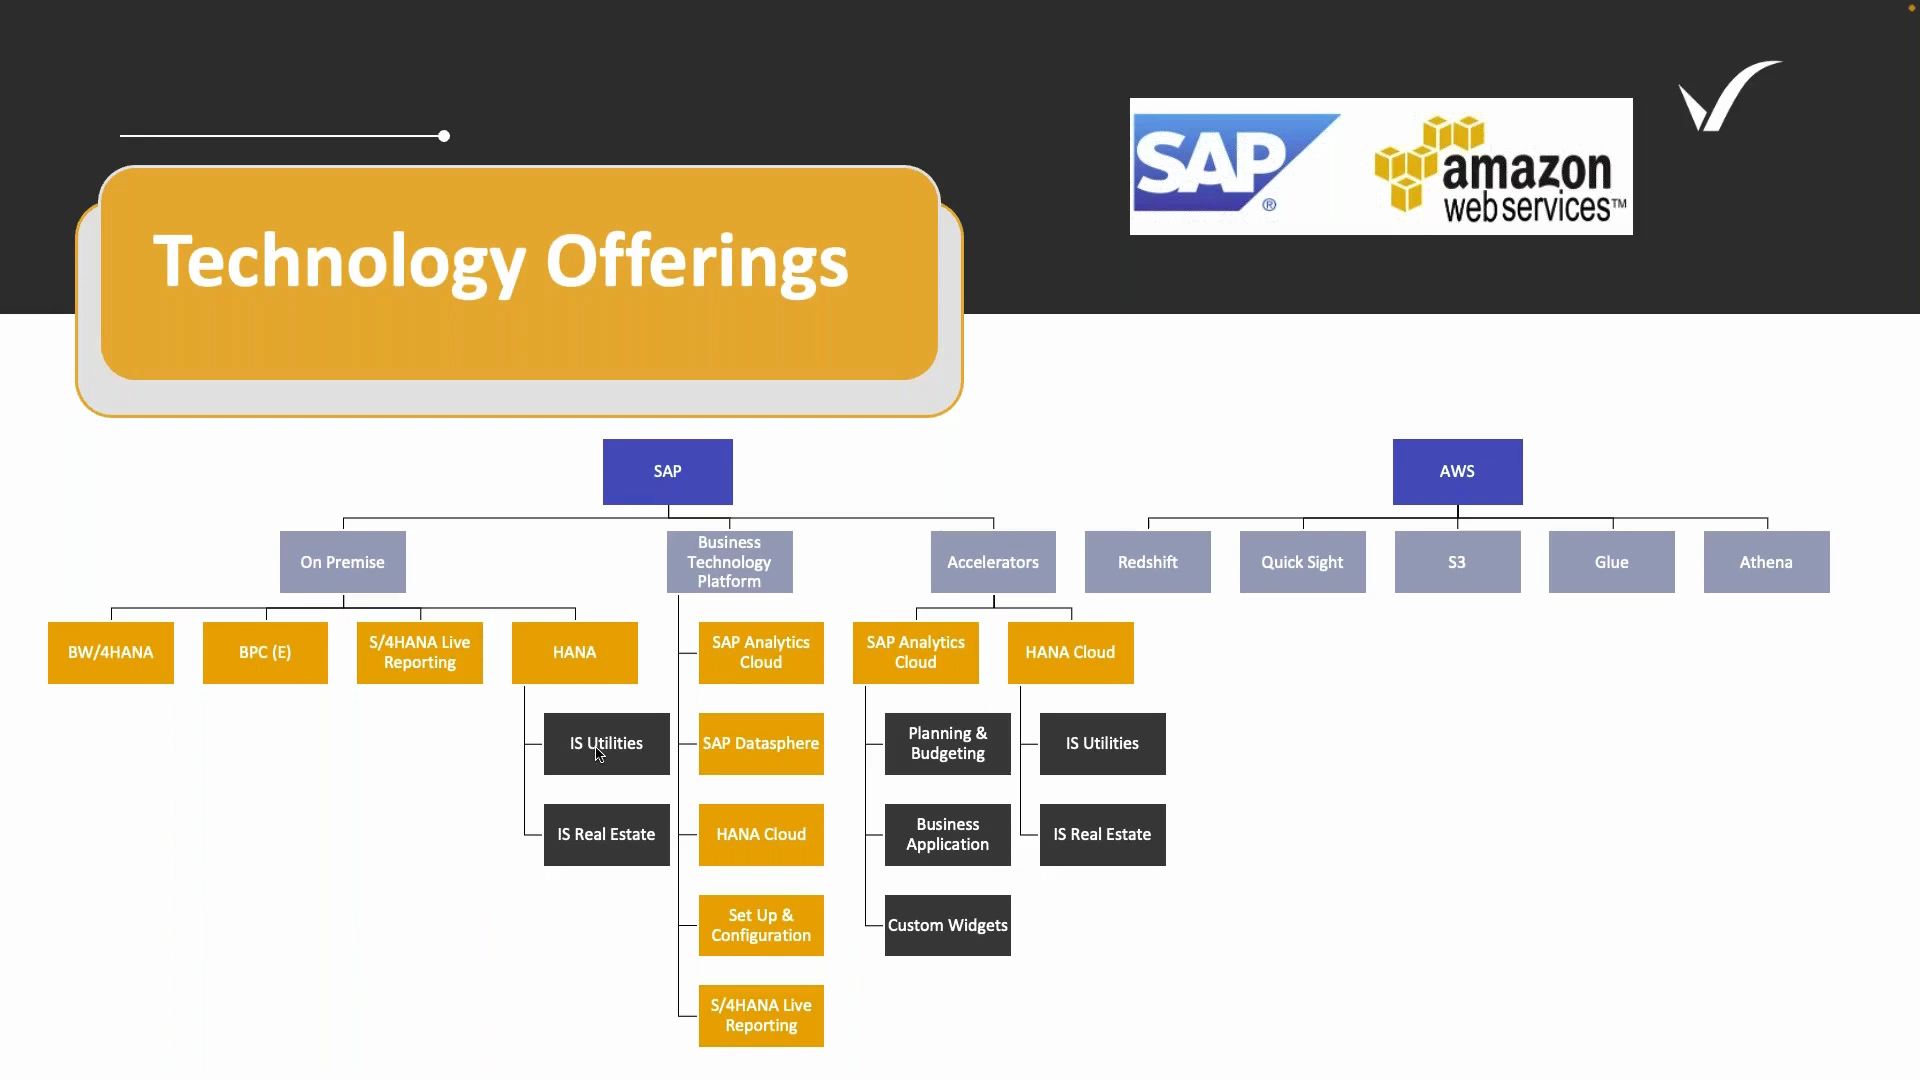 SAP
®
amazon
web services™
Technology Offerings
SAP
AWS
On Premise
Business
Technology
Platform
Accelerators
Redshift
Quick Sight
S3
Glue
Athena
BW/4HANA
BPC (E)
S/4HANA Live
Reporting
HANA
SAP Analytics
Cloud
SAP Analytics
Cloud
HANA Cloud
IS Utilities
SAP Datasphere
Planning &
Budgeting
IS Utilities
IS Real Estate
HANA Cloud
Business
Application
IS Real Estate
Set Up &
Configuration
Custom Widgets
S/4HANA Live
Reporting